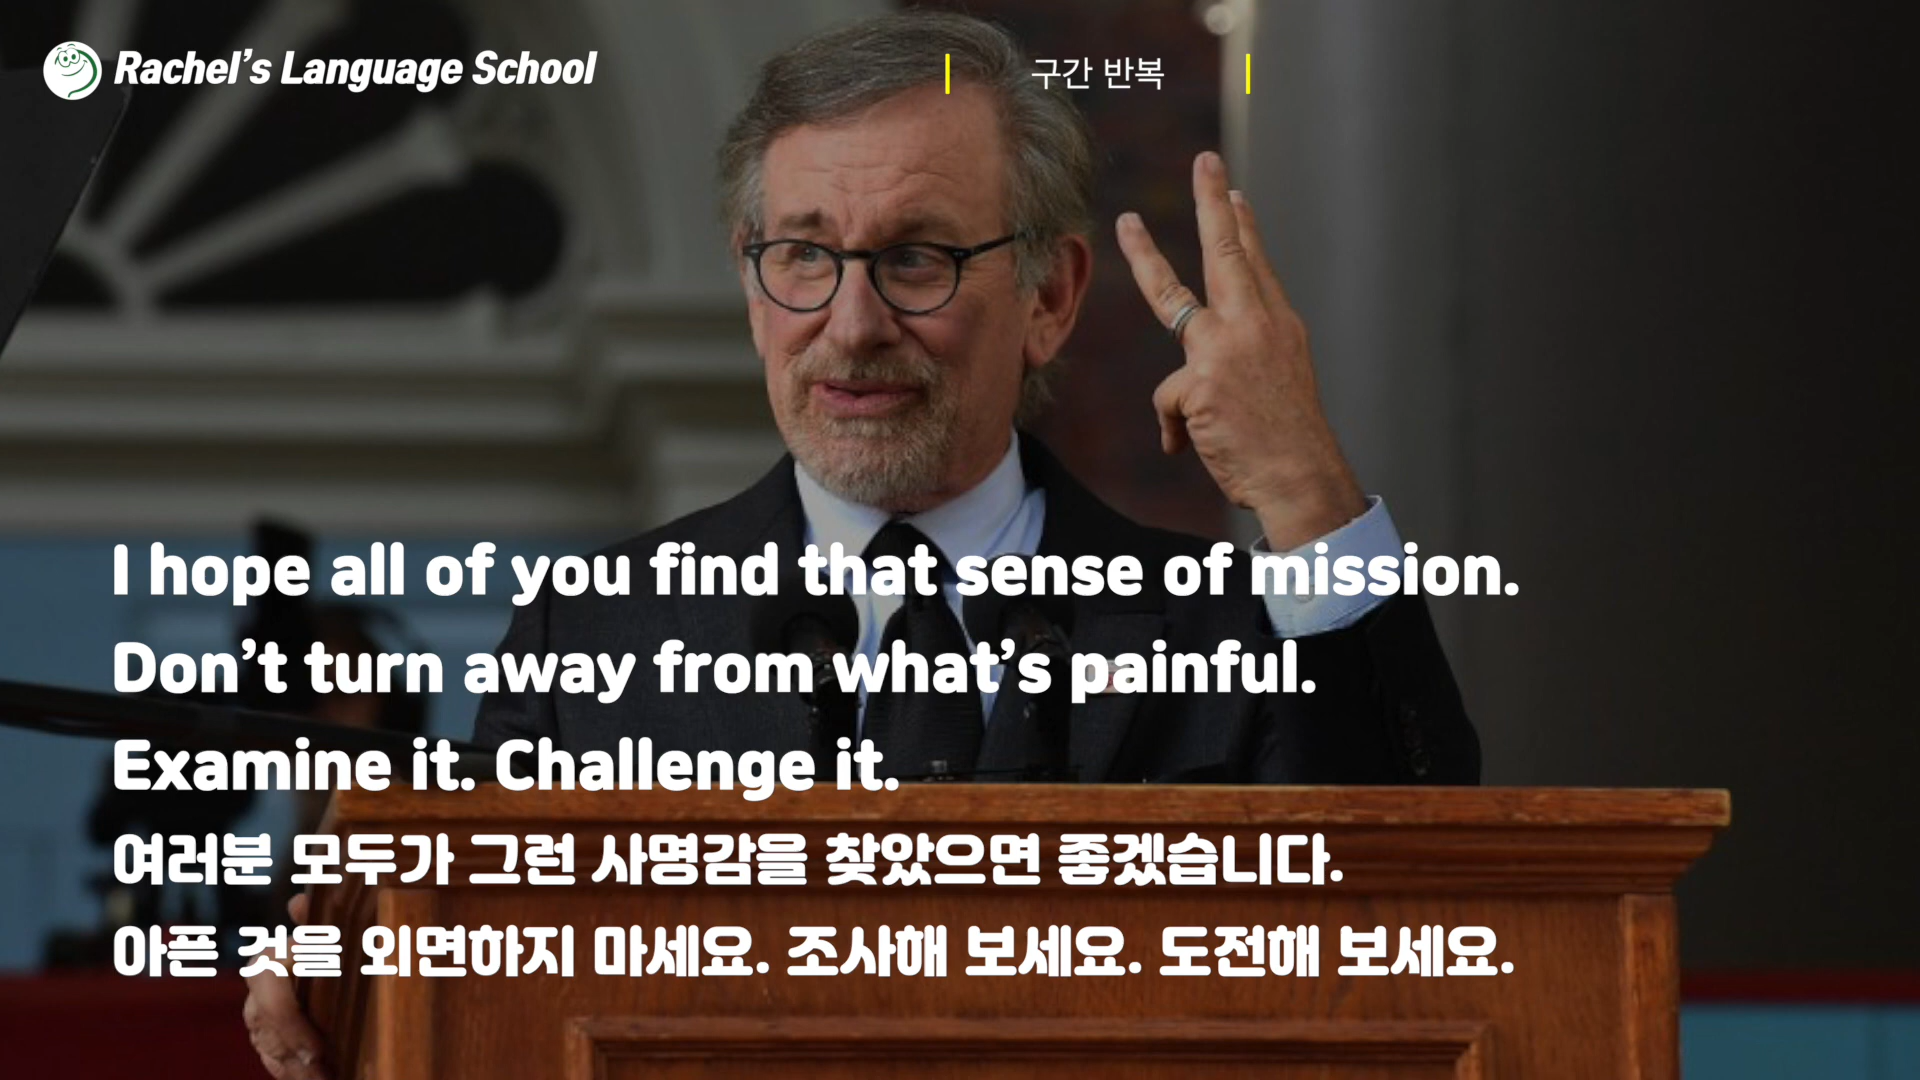 Rachel’s Language School
구간 반복
I hope all of you find that sense of mission.
Don’t turn away from what’s painful.
Examine it. Challenge it.
여러분 모두가 그런 사명감을 찾았으면 좋겠습니다.
아픈 것을 외면하지 마세요. 조사해 보세요. 도전해 보세요.